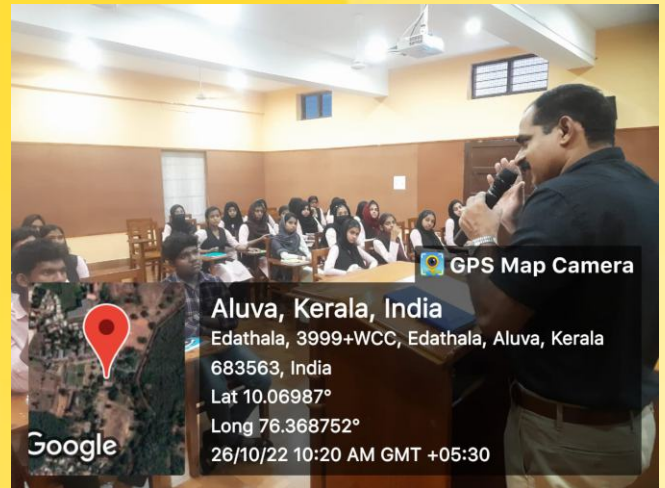 GPS Map Camera
Aluva, Kerala, India
Edathala, 3999+WCC, Edathala, Aluva, Kerala
683563, India
Lat 10.06987°
Long 76.368752°
26/10/22 10:20 AM GMT +05:30
Google